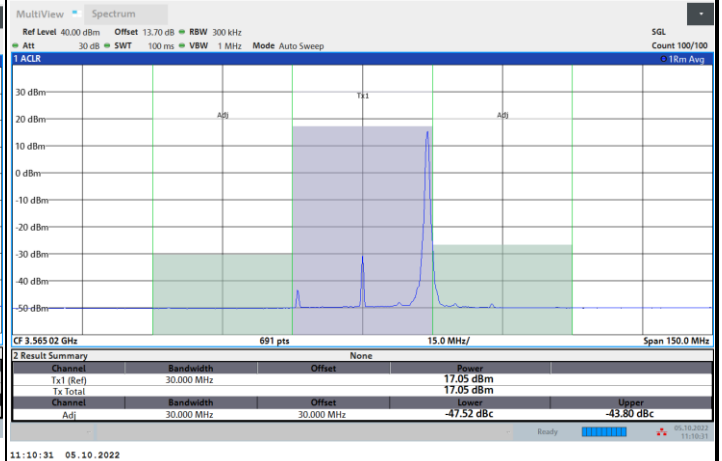 MultiView Spectrum
Ref Level 40.00 dBm Offset 13.70 dB RBW 300 kHz SGL
Att 30 dB SWT 100 ms VBW 1 MHz Mode Auto Sweep Count 100/100
1 ACLR 1Rm Avg
30 dBm
Tx1
20 dBm
Adj Adj
10 dBm
0 dBm
-10 dBm
-20 dBm
-30 dBm
-40 dBm
-50 dBm
CF 3.56502 GHz 691 pts 15.0 MHz/ Span 150.0 MHz
2 Result Summary None
Channel Bandwidth Offset Power
Tx1 (Ref) 30.000 MHz 17.05 dBm
Tx Total 17.05 dBm
Channel Bandwidth Offset Lower Upper
Adj 30.000 MHz 30.000 MHz -47.52 dBc -43.80 dBc
Ready 05.10.2022
11:10:31
11:10:31 05.10.2022